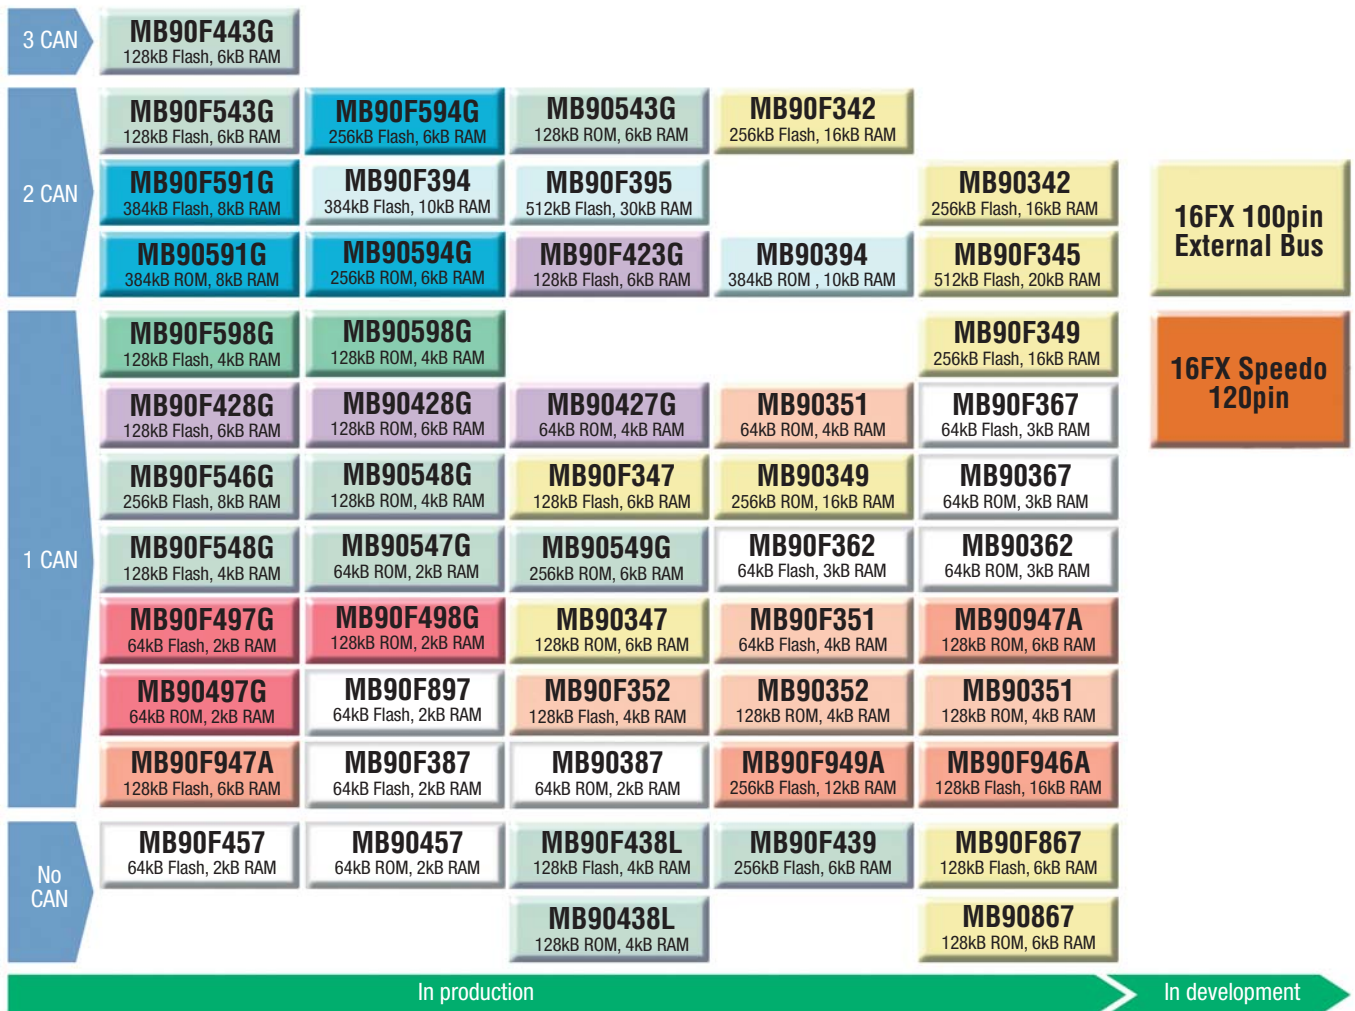 3 CAN
MB90F443G
128kB Flash, 6kB RAM
2 CAN
MB90F543G
128kB Flash, 6kB RAM
MB90F594G
256kB Flash, 6kB RAM
MB90543G
128kB ROM, 6kB RAM
MB90F342
256kB Flash, 16kB RAM
MB90F591G
384kB Flash, 8kB RAM
MB90F394
384kB Flash, 10kB RAM
MB90F395
512kB Flash, 30kB RAM
MB90342
256kB Flash, 16kB RAM
MB90591G
384kB ROM, 8kB RAM
MB90594G
256kB ROM, 6kB RAM
MB90F423G
128kB Flash, 6kB RAM
MB90394
384kB ROM , 10kB RAM
MB90F345
512kB Flash, 20kB RAM
16FX 100pin
External Bus
1 CAN
MB90F598G
128kB Flash, 4kB RAM
MB90598G
128kB ROM, 4kB RAM
MB90F349
256kB Flash, 16kB RAM
16FX Speedo
120pin
MB90F428G
128kB Flash, 6kB RAM
MB90428G
128kB ROM, 6kB RAM
MB90427G
64kB ROM, 4kB RAM
MB90351
64kB ROM, 4kB RAM
MB90F367
64kB Flash, 3kB RAM
MB90F546G
256kB Flash, 8kB RAM
MB90548G
128kB ROM, 4kB RAM
MB90F347
128kB Flash, 6kB RAM
MB90349
256kB ROM, 16kB RAM
MB90367
64kB ROM, 3kB RAM
MB90F548G
128kB Flash, 4kB RAM
MB90547G
64kB ROM, 2kB RAM
MB90549G
256kB ROM, 6kB RAM
MB90F362
64kB Flash, 3kB RAM
MB90362
64kB ROM, 3kB RAM
MB90F497G
64kB Flash, 2kB RAM
MB90F498G
128kB ROM, 2kB RAM
MB90347
128kB ROM, 6kB RAM
MB90F351
64kB Flash, 4kB RAM
MB90947A
128kB ROM, 6kB RAM
MB90497G
64kB ROM, 2kB RAM
MB90F897
64kB Flash, 2kB RAM
MB90F352
128kB Flash, 4kB RAM
MB90352
128kB ROM, 4kB RAM
MB90351
128kB ROM, 4kB RAM
MB90F947A
128kB Flash, 6kB RAM
MB90F387
64kB Flash, 2kB RAM
MB90387
64kB ROM, 2kB RAM
MB90F949A
256kB Flash, 12kB RAM
MB90F946A
128kB Flash, 16kB RAM
No
CAN
MB90F457
64kB Flash, 2kB RAM
MB90457
64kB ROM, 2kB RAM
MB90F438L
128kB Flash, 4kB RAM
MB90F439
256kB Flash, 6kB RAM
MB90F867
128kB Flash, 6kB RAM
MB90438L
128kB ROM, 4kB RAM
MB90867
128kB ROM, 6kB RAM
In production
In development